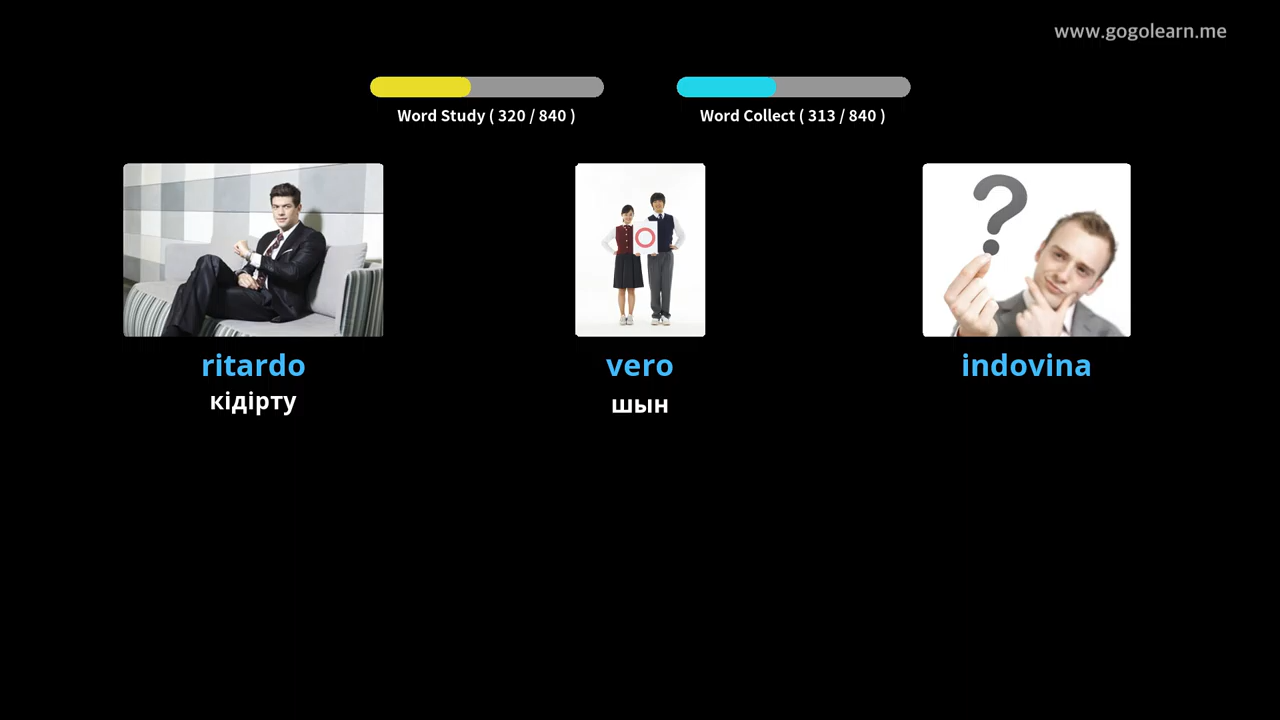 www.gogolearn.me
Word Study ( 320 / 840 )
Word Collect ( 313 / 840 )
ritardo
кідірту
vero
шын
indovina